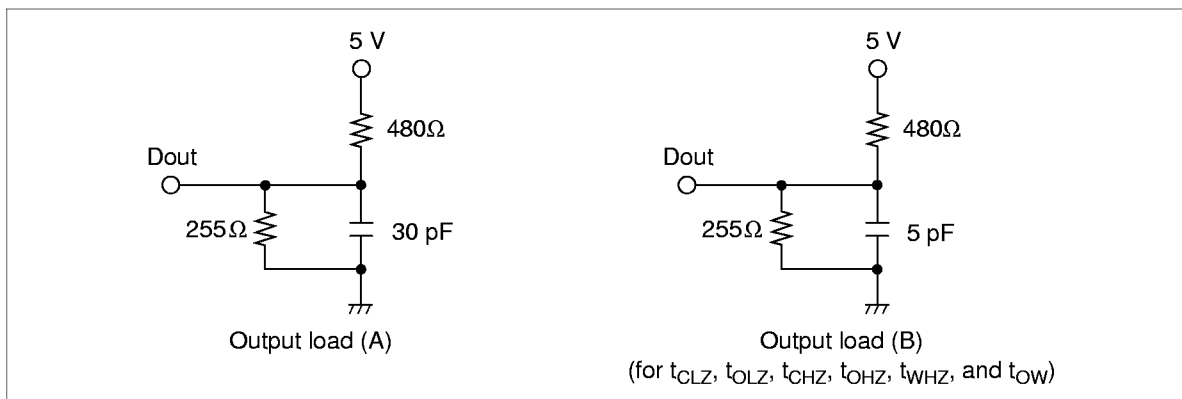 5 V
480Ω
Dout
255Ω
30 pF
Output load (A)
5 V
480Ω
Dout
255Ω
5 pF
Output load (B)
(for tCLZ, tOLZ, tCHZ, tOHZ, tWHZ, and tOW)